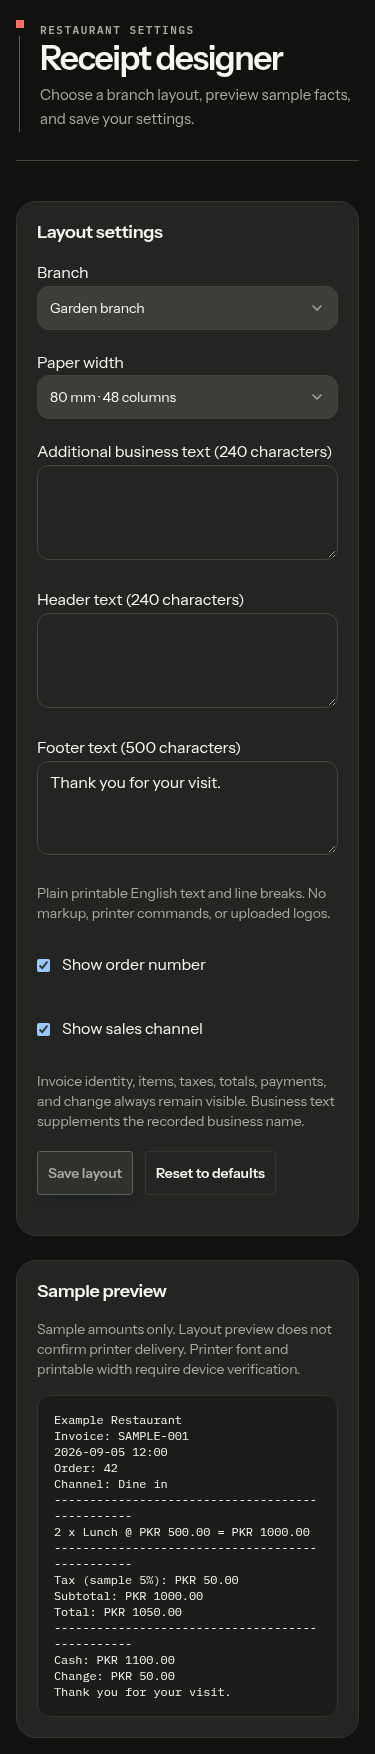 RESTAURANT SETTINGS
Receipt designer
Choose a branch layout, preview sample facts,
and save your settings.
Layout settings
Branch
Garden branch
Paper width
80 mm · 48 columns
Additional business text (240 characters)
Header text (240 characters)
Footer text (500 characters)
Thank you for your visit.
Plain printable English text and line breaks. No
markup, printer commands, or uploaded logos.
Show order number
Show sales channel
Invoice identity, items, taxes, totals, payments,
and change always remain visible. Business text
supplements the recorded business name.
Save layout
Reset to defaults
Sample preview
Sample amounts only. Layout preview does not
confirm printer delivery. Printer font and
printable width require device verification.
Example Restaurant
Invoice: SAMPLE-001
2026-09-05 12:00
Order: 42
Channel: Dine in
-------------------------------------
-----------
2 x Lunch @ PKR 500.00 = PKR 1000.00
-------------------------------------
-----------
Tax (sample 5%): PKR 50.00
Subtotal: PKR 1000.00
Total: PKR 1050.00
-------------------------------------
-----------
Cash: PKR 1100.00
Change: PKR 50.00
Thank you for your visit.